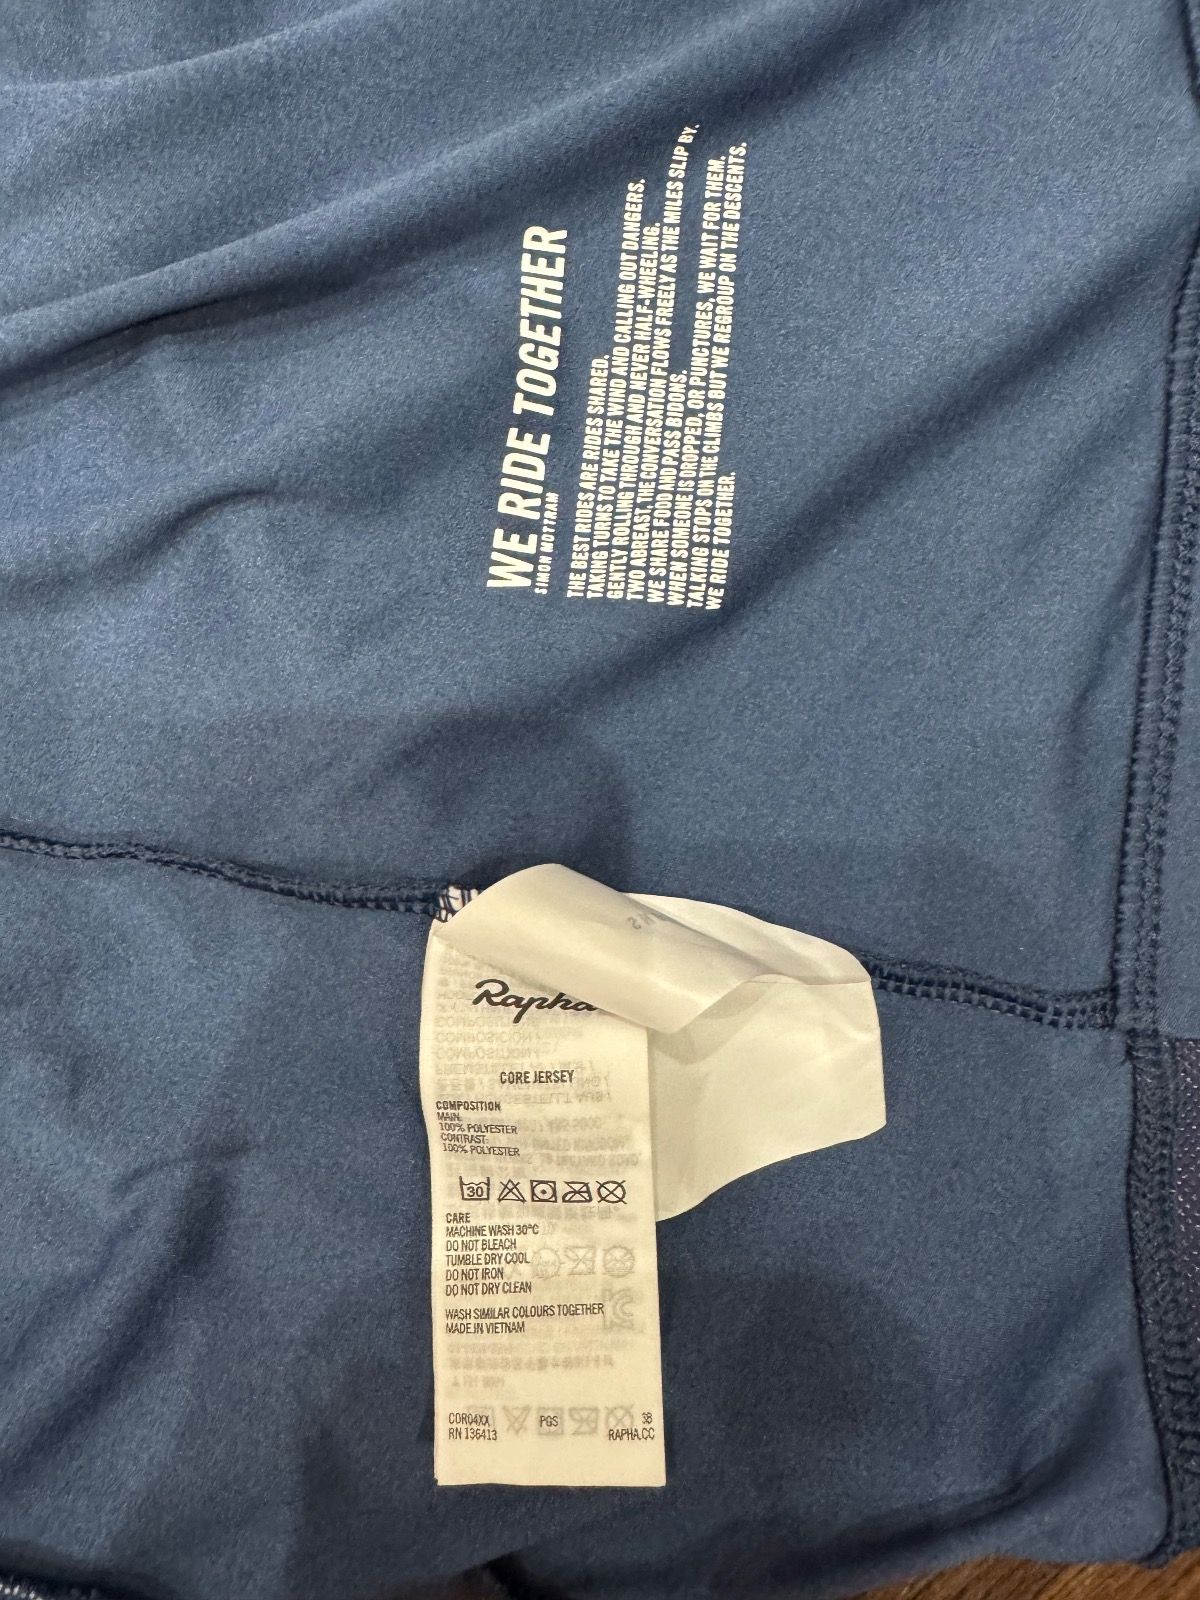 WE RIDE TOGETHER
SIMON MOTTRAM
THE BEST RIDES ARE RIDES SHARED.
TAKING TURNS TO TAKE THE WIND AND CALLING OUT DANGERS.
GENTLY ROLLING THROUGH AND NEVER HALF-WHEELING.
TWO ABREAST, THE CONVERSATION FLOWS FREELY AS THE MILES SLIP BY.
WE SHARE FOOD AND PASS BIDONS.
WHEN SOMEONE IS DROPPED, OR PUNCTURES, WE WAIT FOR THEM.
TALKING STOPS ON THE CLIMBS BUT WE REGROUP ON THE DESCENTS.
WE RIDE TOGETHER.
Rapha
CORE JERSEY
COMPOSITION
MAIN:
100% POLYESTER
CONTRAST:
100% POLYESTER
30
CARE
MACHINE WASH 30°C
DO NOT BLEACH
TUMBLE DRY COOL
DO NOT IRON
DO NOT DRY CLEAN
WASH SIMILAR COLOURS TOGETHER
MADE IN VIETNAM
COR04XX PGS 38
RN 136413 RAPHA.CC